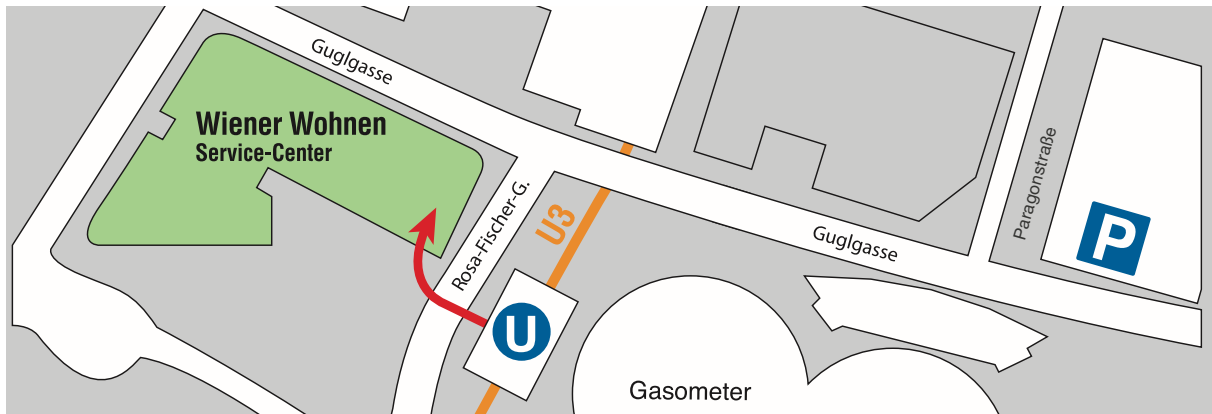 Guglgasse
Wiener Wohnen
Service-Center
Rosa-Fischer-G.
U3
U
Guglgasse
Paragonstraße
P
Gasometer